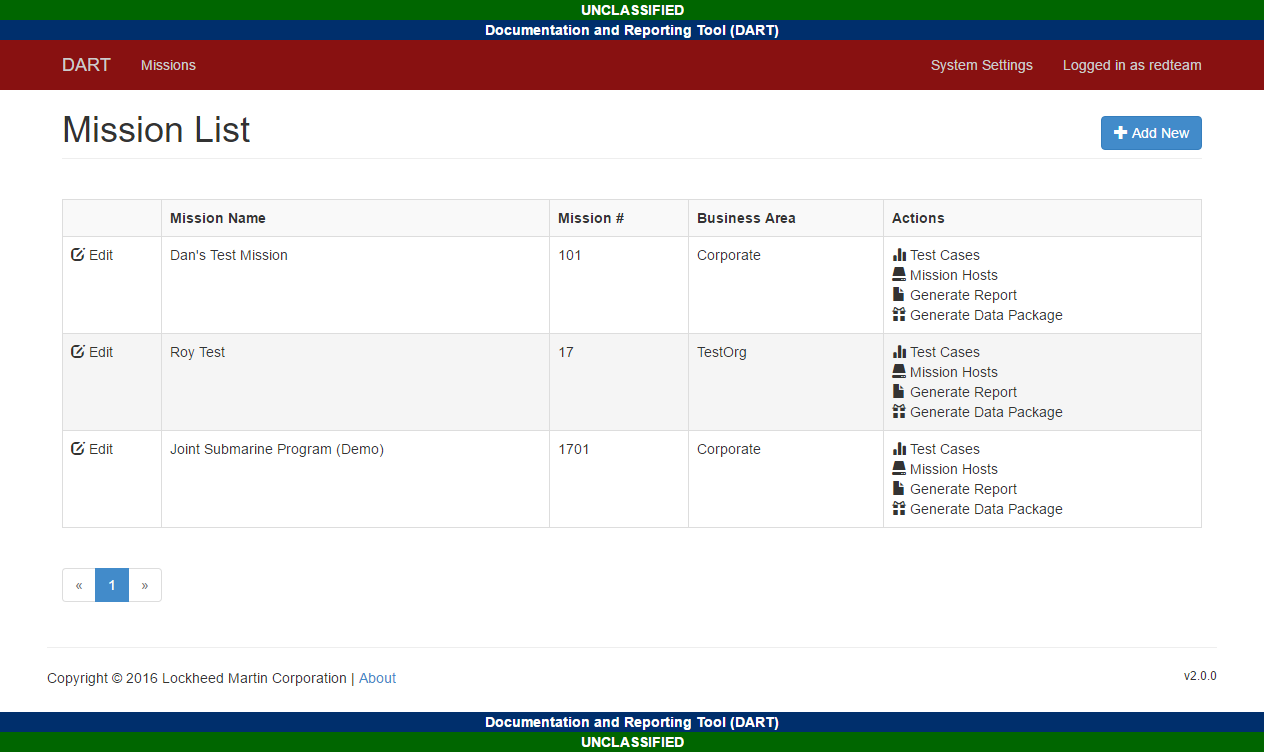 UNCLASSIFIED
Documentation and Reporting Tool (DART)
DART Missions System Settings Logged in as redteam
Mission List
Add New
Mission Name Mission # Business Area Actions
Edit Dan's Test Mission 101 Corporate Test Cases
Mission Hosts
Generate Report
Generate Data Package
Edit Roy Test 17 TestOrg Test Cases
Mission Hosts
Generate Report
Generate Data Package
Edit Joint Submarine Program (Demo) 1701 Corporate Test Cases
Mission Hosts
Generate Report
Generate Data Package
« 1 »
Copyright © 2016 Lockheed Martin Corporation | About v2.0.0
Documentation and Reporting Tool (DART)
UNCLASSIFIED